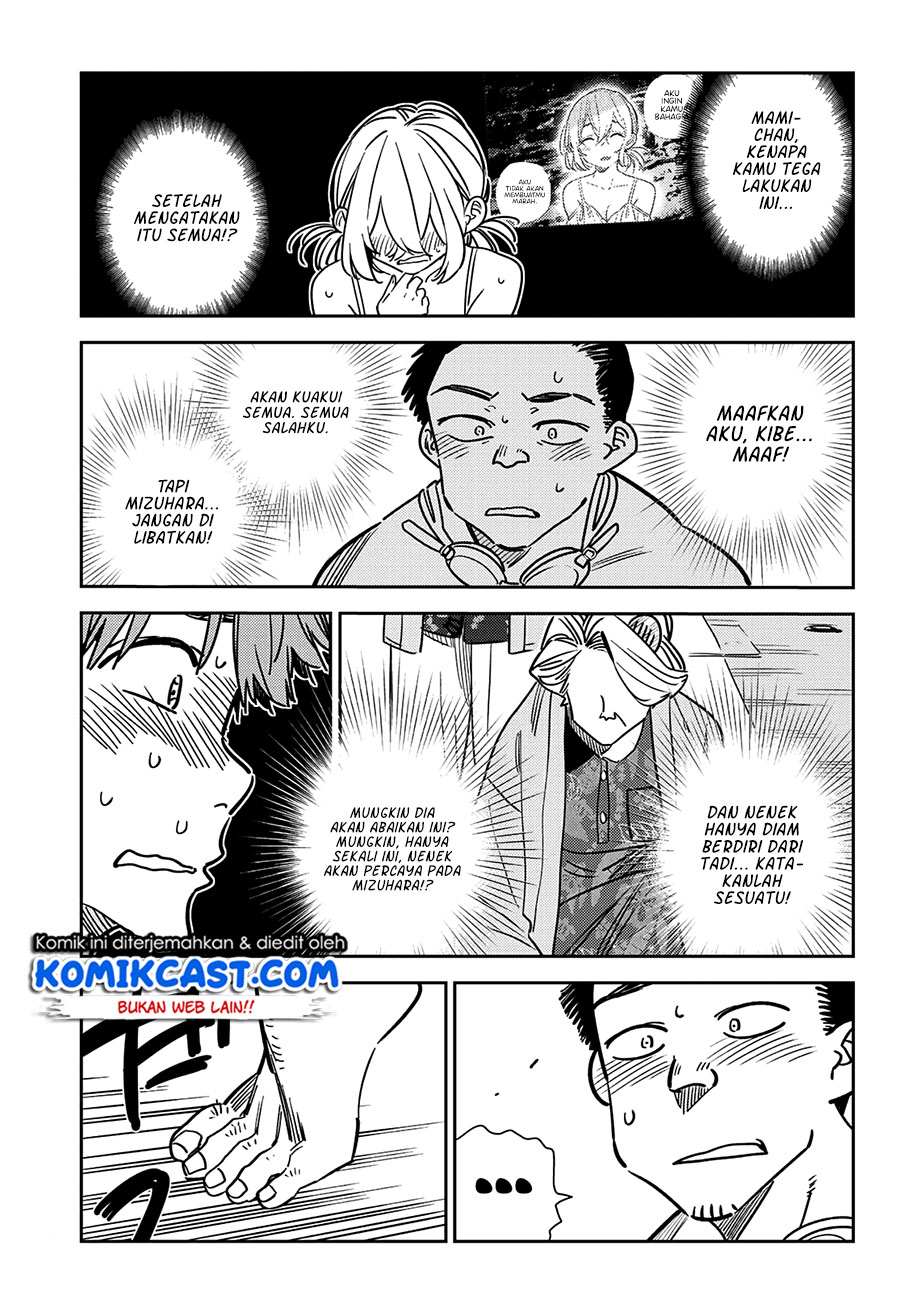 MAMI-
CHAN,
KENAPA
KAMU TEGA
LAKUKAN
INI...
AKU
INGIN
KAMU
AKU
TIDAK AKAN
MEMBUATMU
MARAH.
SETELAH
MENGATAKAN
ITU SEMUA!?
MAAFKAN
AKU, KIBE...
MAAF!
AKAN KUAKUI
SEMUA. SEMUA
SALAHKU.
TAPI
MIZUHARA...
JANGAN DI
LIBATKAN!
DAN NENEK
HANYA DIAM
BERDIRI DARI
TADI... KATA-
KANLAH
SESUATU!
MUNGKIN DIA
AKAN ABAIKAN INI?
MUNGKIN, HANYA
SEKALI INI, NENEK
AKAN PERCAYA PADA
MIZUHARA!?
Komik ini diterjemahkan & diedit oleh
KOMIKCAST.COM
BUKAN WEB LAIN!!
...